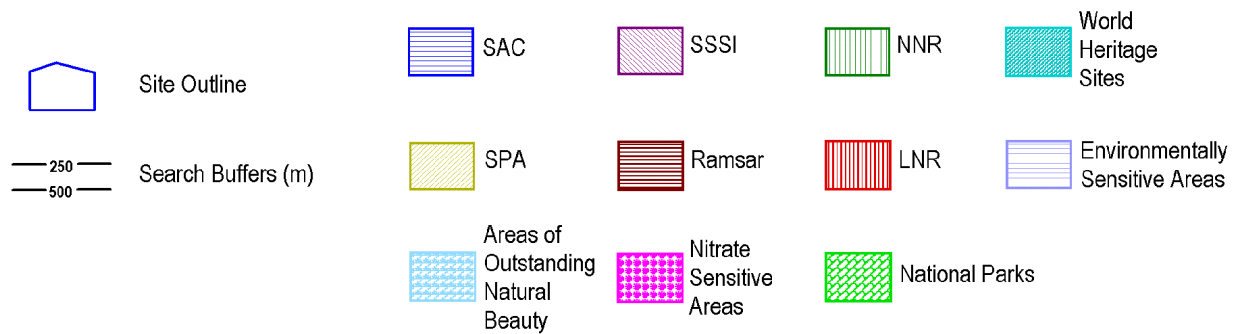 Site Outline
250
500
Search Buffers (m)
SAC
SSSI
NNR
World
Heritage
Sites
SPA
Ramsar
LNR
Environmentally
Sensitive Areas
Areas of
Outstanding
Natural
Beauty
Nitrate
Sensitive
Areas
National Parks